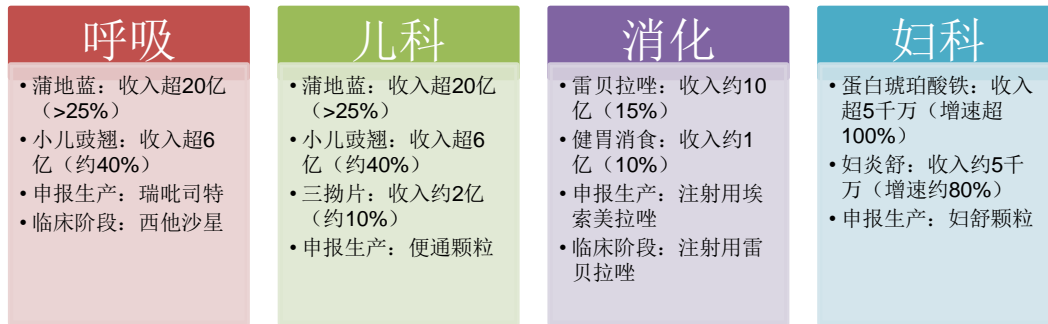 呼吸
• 蒲地蓝：收入超20亿
（>25%）
• 小儿豉翘：收入超6
亿（约40%）
• 申报生产：瑞吡司特
• 临床阶段：西他沙星
儿科
• 蒲地蓝：收入超20亿
（>25%）
• 小儿豉翘：收入超6
亿（约40%）
• 三拗片：收入约2亿
（约10%）
• 申报生产：便通颗粒
消化
• 雷贝拉唑：收入约10
亿（15%）
• 健胃消食：收入约1
亿（10%）
• 申报生产：注射用埃
索美拉唑
• 临床阶段：注射用雷
贝拉唑
妇科
• 蛋白琥珀酸铁：收入
超5千万（增速超
100%）
• 妇炎舒：收入约5千
万（增速约80%）
• 申报生产：妇舒颗粒